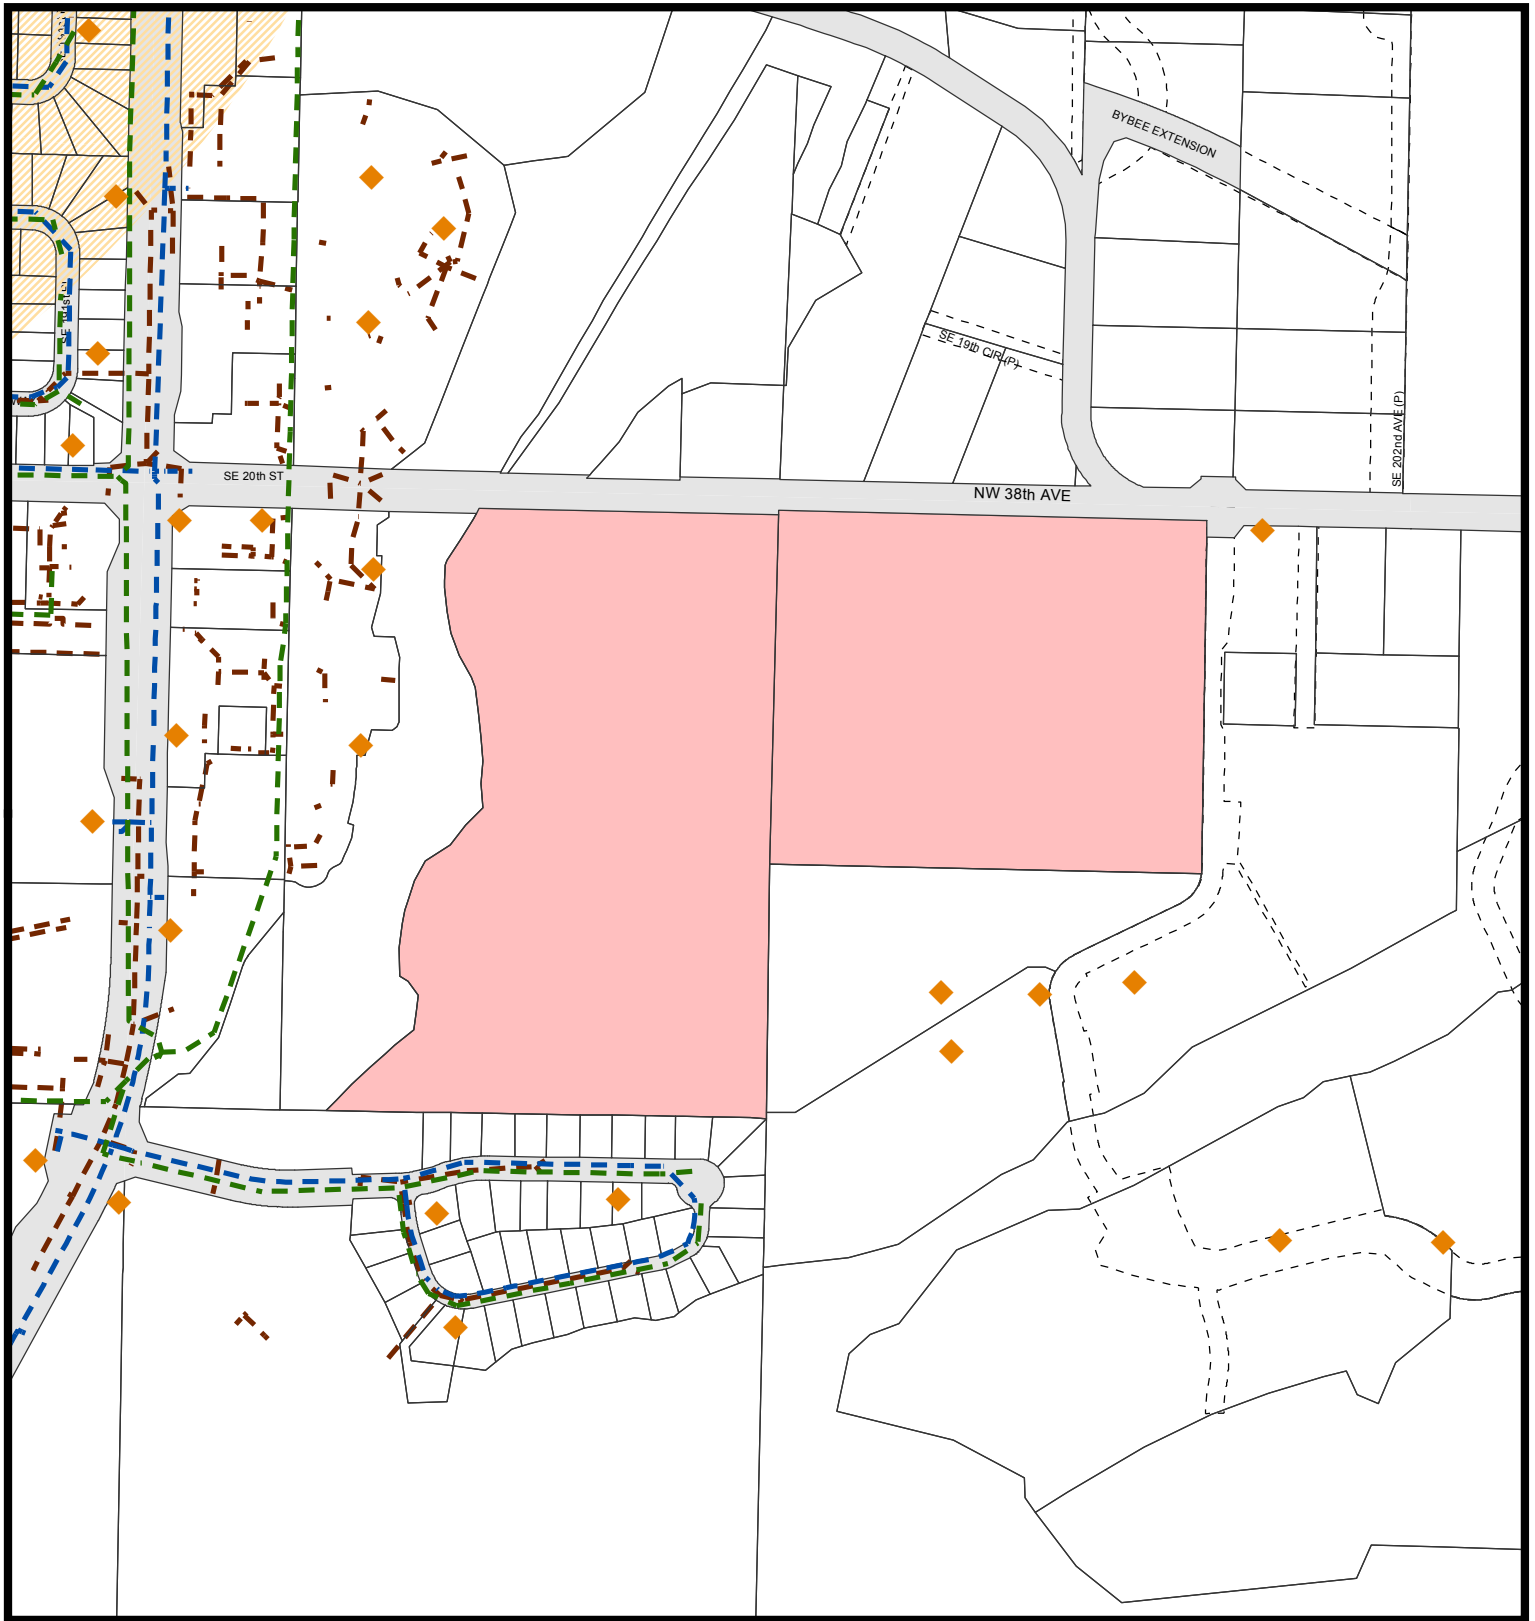 BYBEE EXTENSION
SE 19th CIR (P)
SE 202nd AVE (P)
SE 20th ST
NW 38th AVE